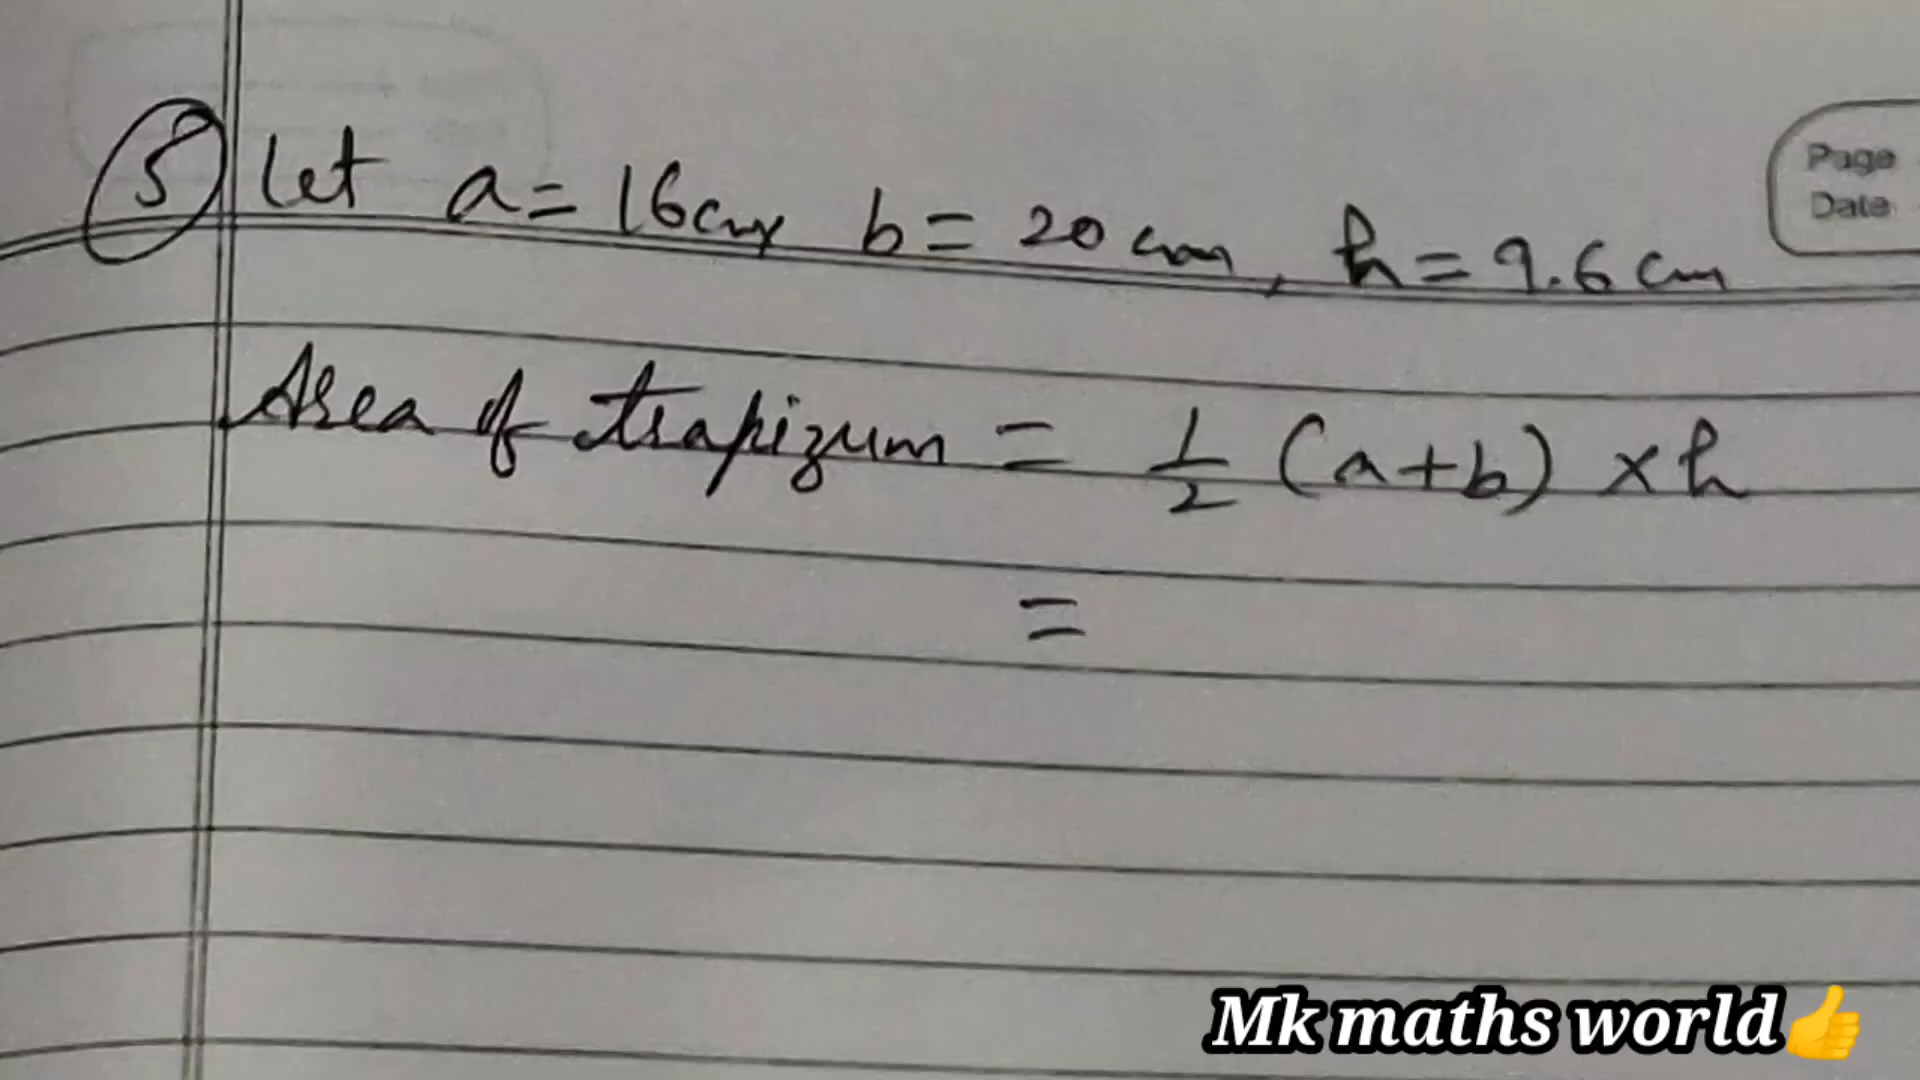 5 Let a = 16cm b = 20 cm, h = 9.6 cm
Page
Date
Area of trapizum = 1/2 (a+b) × h
=
Mk maths world👍